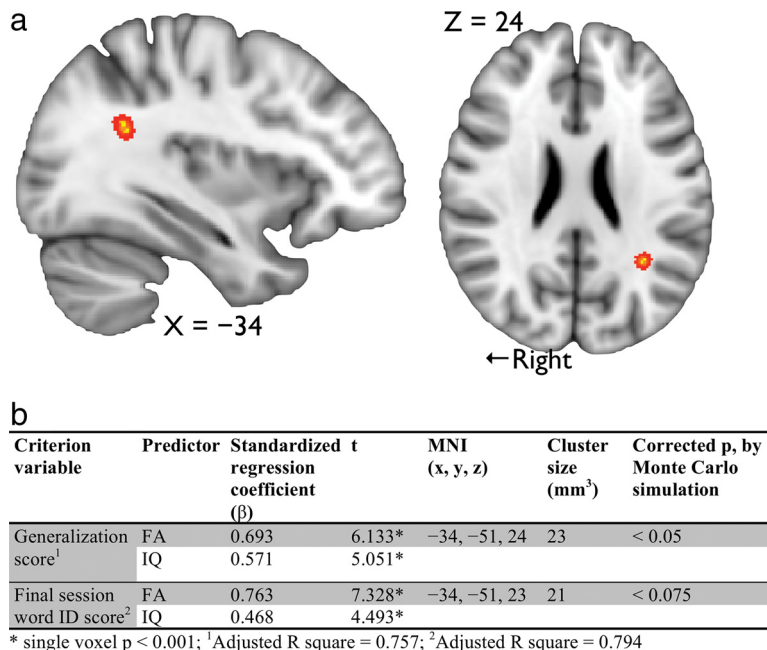 a
Z = 24
X = −34
←Right
b
Criterion variable Predictor Standardized regression coefficient (β) t MNI (x, y, z) Cluster size (mm³) Corrected p, by Monte Carlo simulation
Generalization score¹ FA 0.693 6.133* −34, −51, 24 23 < 0.05
IQ 0.571 5.051*
Final session word ID score² FA 0.763 7.328* −34, −51, 23 21 < 0.075
IQ 0.468 4.493*
* single voxel p < 0.001; ¹Adjusted R square = 0.757; ²Adjusted R square = 0.794